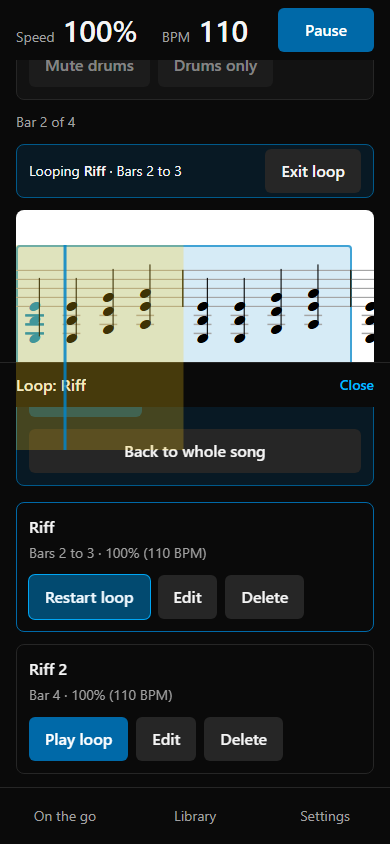 Speed 100% BPM 110 Pause
Mute drums Drums only
Bar 2 of 4
Looping Riff · Bars 2 to 3 Exit loop
Loop: Riff Close
Back to whole song
Riff
Bars 2 to 3 · 100% (110 BPM)
Restart loop Edit Delete
Riff 2
Bar 4 · 100% (110 BPM)
Play loop Edit Delete
On the go Library Settings